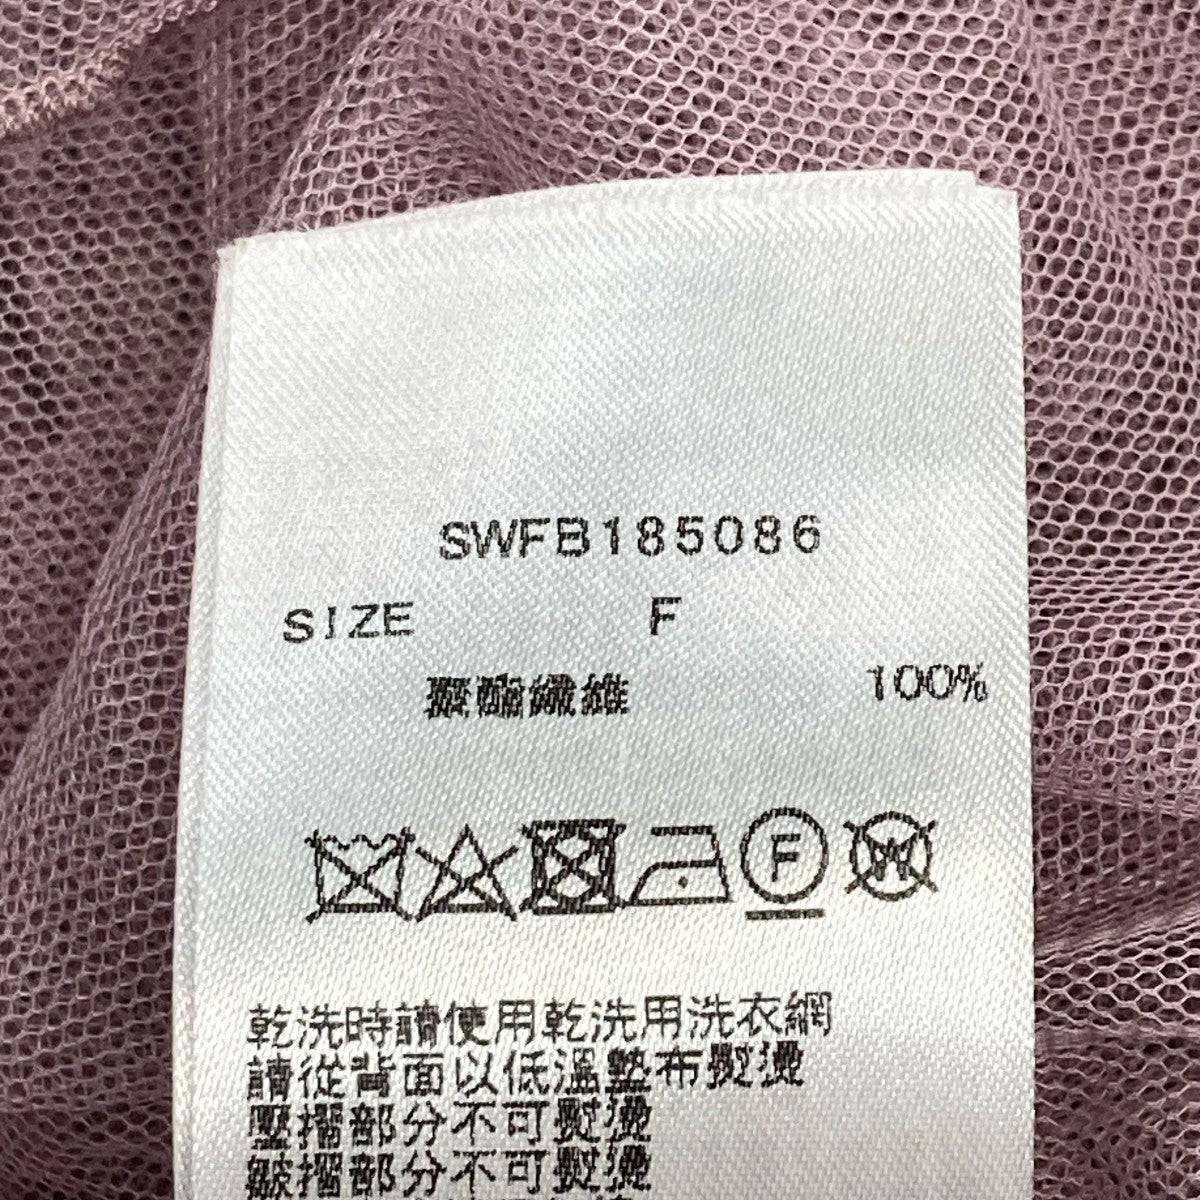 SWFB185086
SIZE F
聚酯纖維 100%
F W
乾洗時請使用乾洗用洗衣網
請從背面以低溫墊布熨燙
壓摺部分不可熨燙
皺摺部分不可熨燙